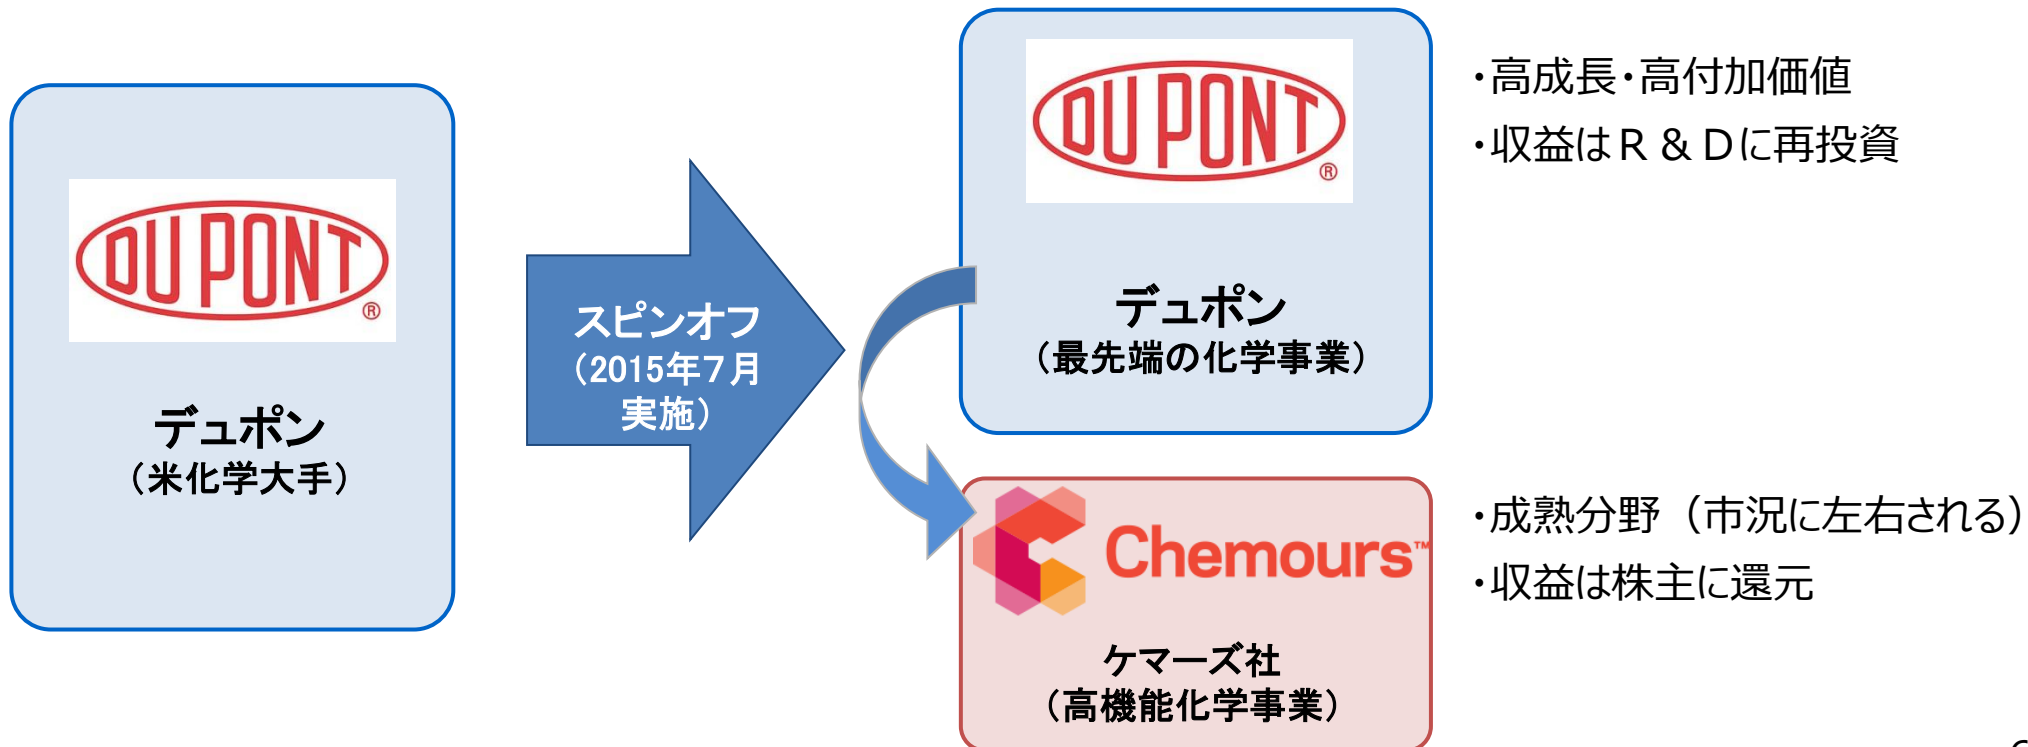 DU PONT
®
デュポン
（米化学大手）
スピンオフ
（2015年７月
実施）
DU PONT
®
デュポン
（最先端の化学事業）
・高成長・高付加価値
・収益はＲ＆Ｄに再投資
Chemours™
ケマーズ社
（高機能化学事業）
・成熟分野（市況に左右される）
・収益は株主に還元